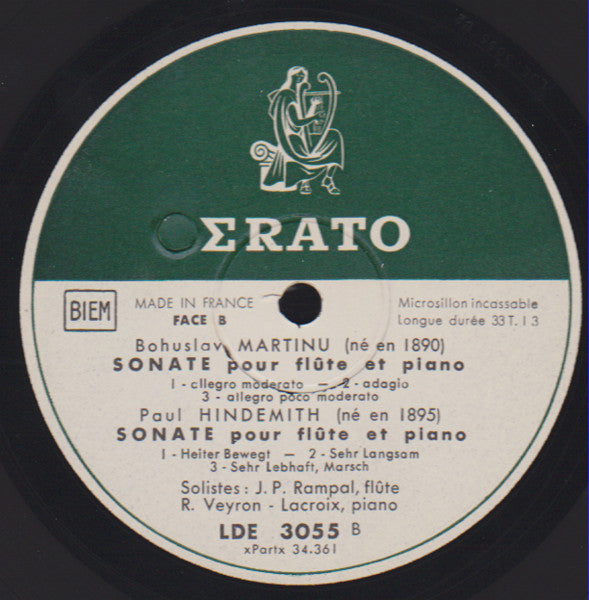 ΣRATO
BIEM
MADE IN FRANCE
FACE B
Microsillon incassable
Longue durée 33 T. 1 3
Bohuslav MARTINU (né en 1890)
SONATE pour flûte et piano
1 - cllegro moderato — 2 - adagio
3 - allegro poco moderato
Paul HINDEMITH (né en 1895)
SONATE pour flûte et piano
1 - Heiter Bewegt — 2 - Sehr Langsam
3 - Sehr Lebhaft, Marsch
Solistes : J. P. Rampal, flûte
R. Veyron - Lacroix, piano
LDE 3055 B
xPartx 34.361